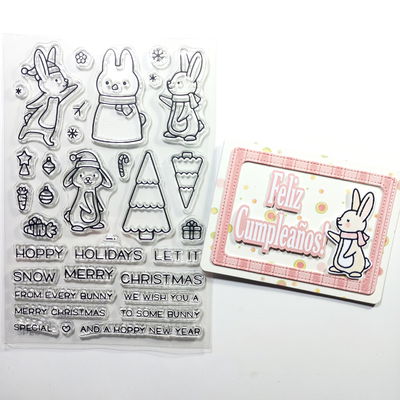 HOPPY HOLIDAYS LET IT
SNOW MERRY CHRISTMAS
FROM EVERY BUNNY WE WISH YOU A
MERRY CHRISTMAS TO SOME BUNNY
SPECIAL AND A HOPPY NEW YEAR
Feliz
Cumpleaños